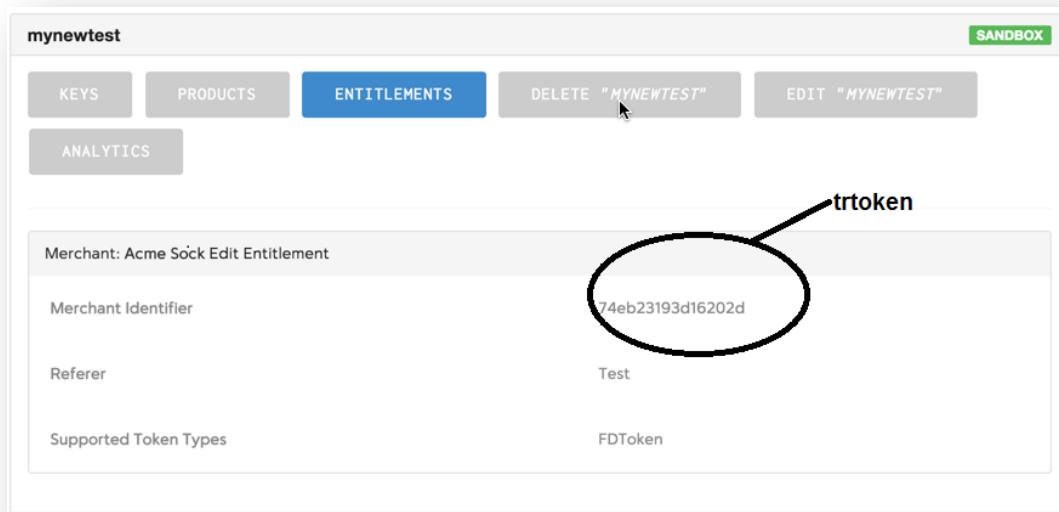 mynewtest SANDBOX
KEYS PRODUCTS ENTITLEMENTS DELETE "MYNEWTEST" EDIT "MYNEWTEST"
ANALYTICS
trtoken
Merchant: Acme Sock Edit Entitlement
Merchant Identifier 74eb23193d16202d
Referer Test
Supported Token Types FDToken